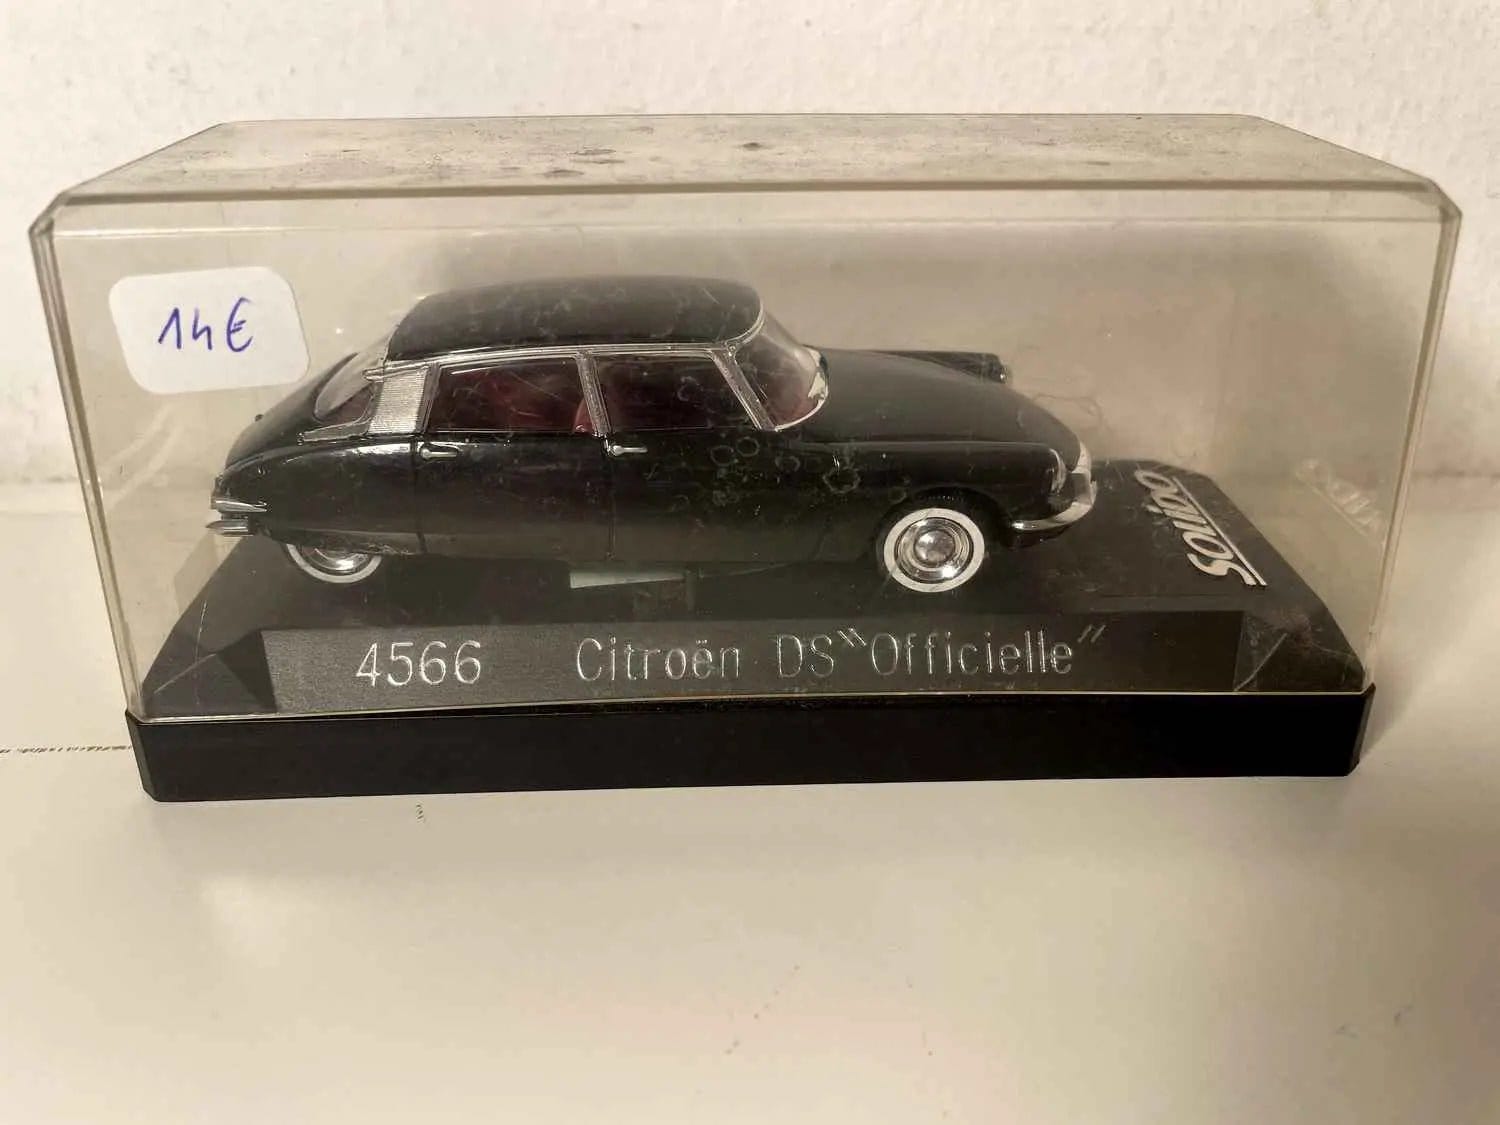 14€
Solido
4566 Citroën DS "Officielle"